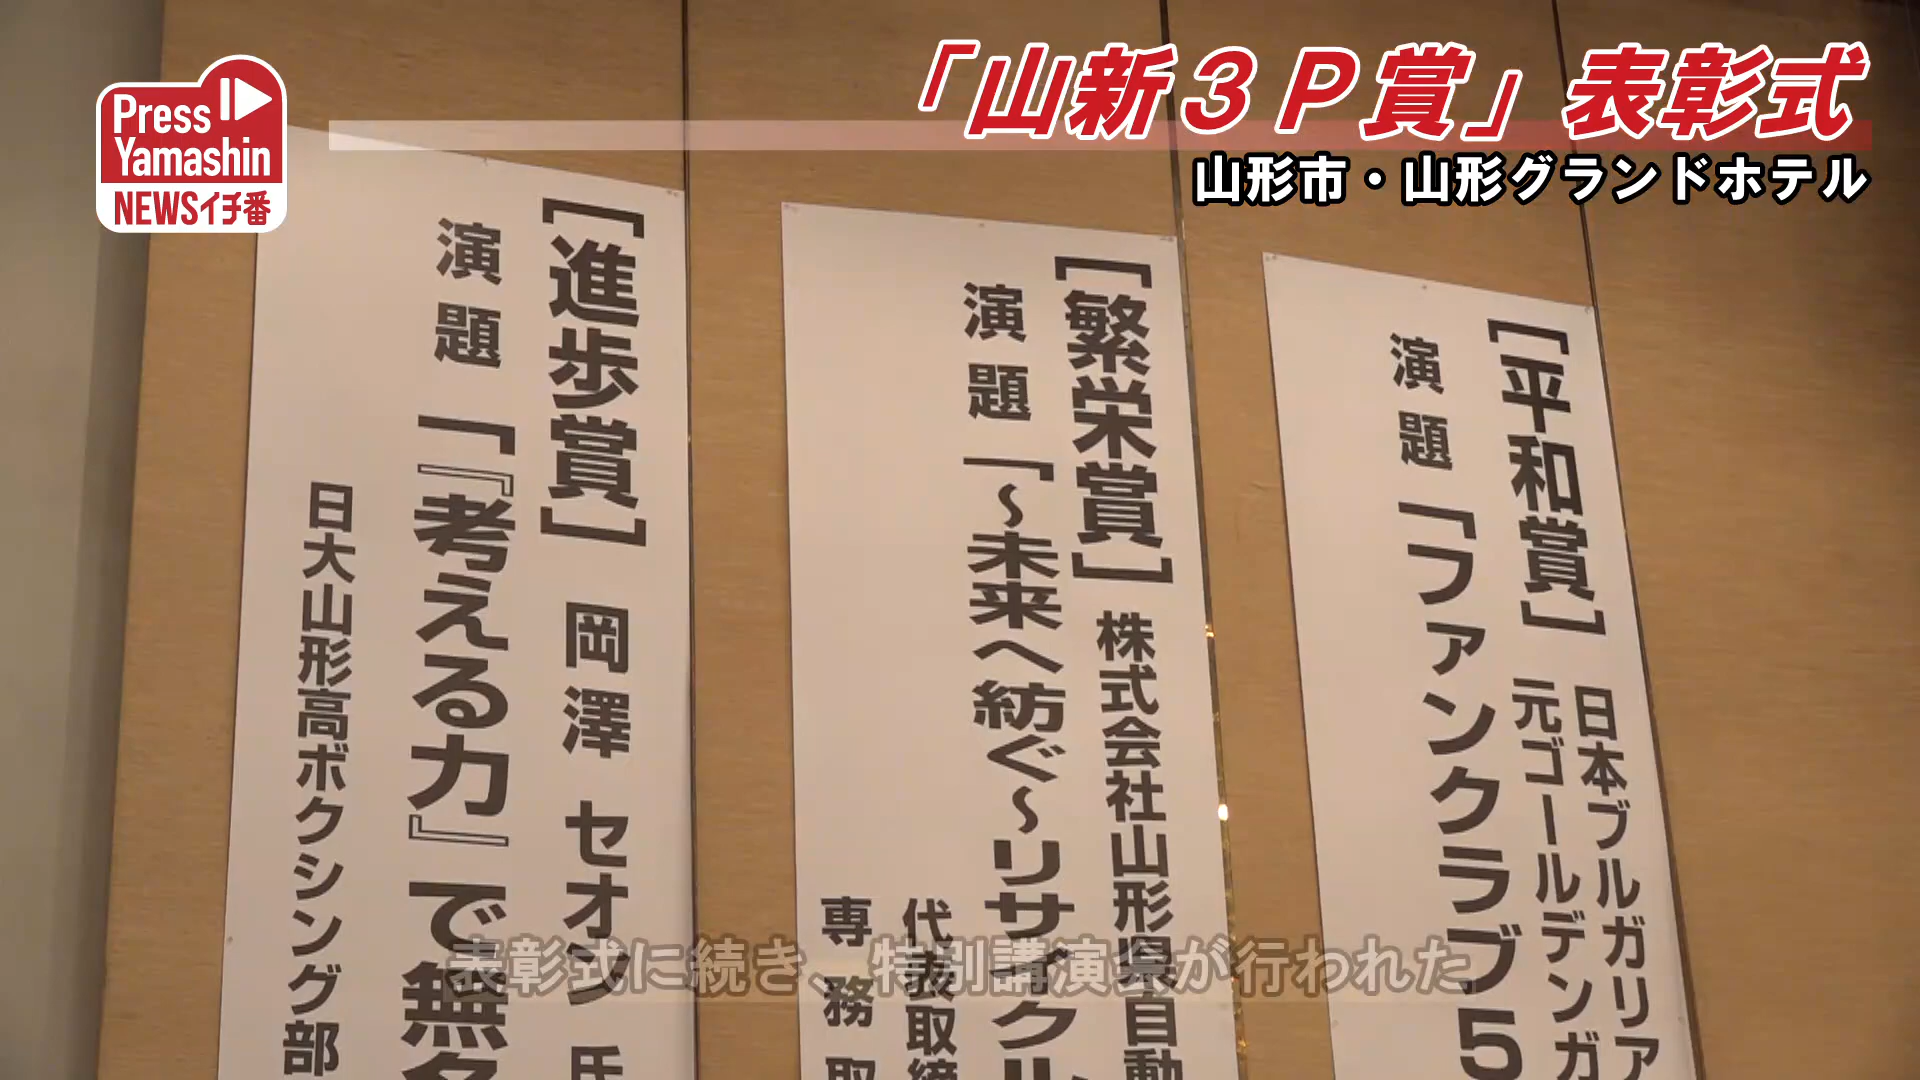 Press
Yamashin
NEWSイチ番
「山新３Ｐ賞」表彰式
山形市・山形グランドホテル
［平和賞］
日本ブルガリア
元ゴールデンガ
演題「ファンクラブ５
［繁栄賞］株式会社山形県自動
演題「～未来へ紡ぐ～リサイクル
代表取締
専務取
［進歩賞］岡澤 セオン 氏
演題「『考える力』で無名
日大山形高ボクシング部
表彰式に続き、特別講演会が行われた